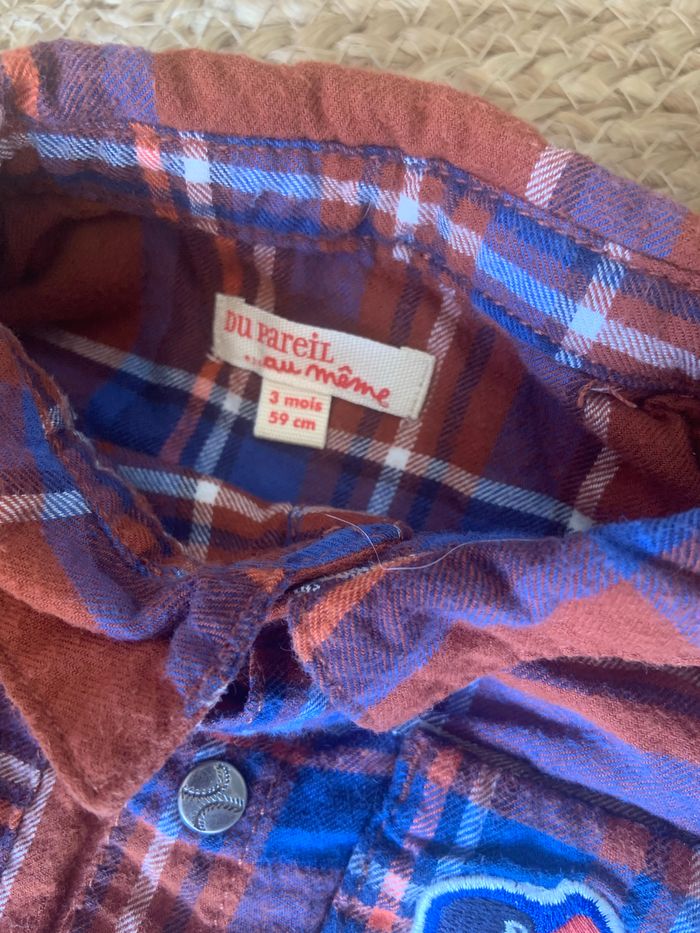 DU PAREIL
...au même
3 mois
59 cm